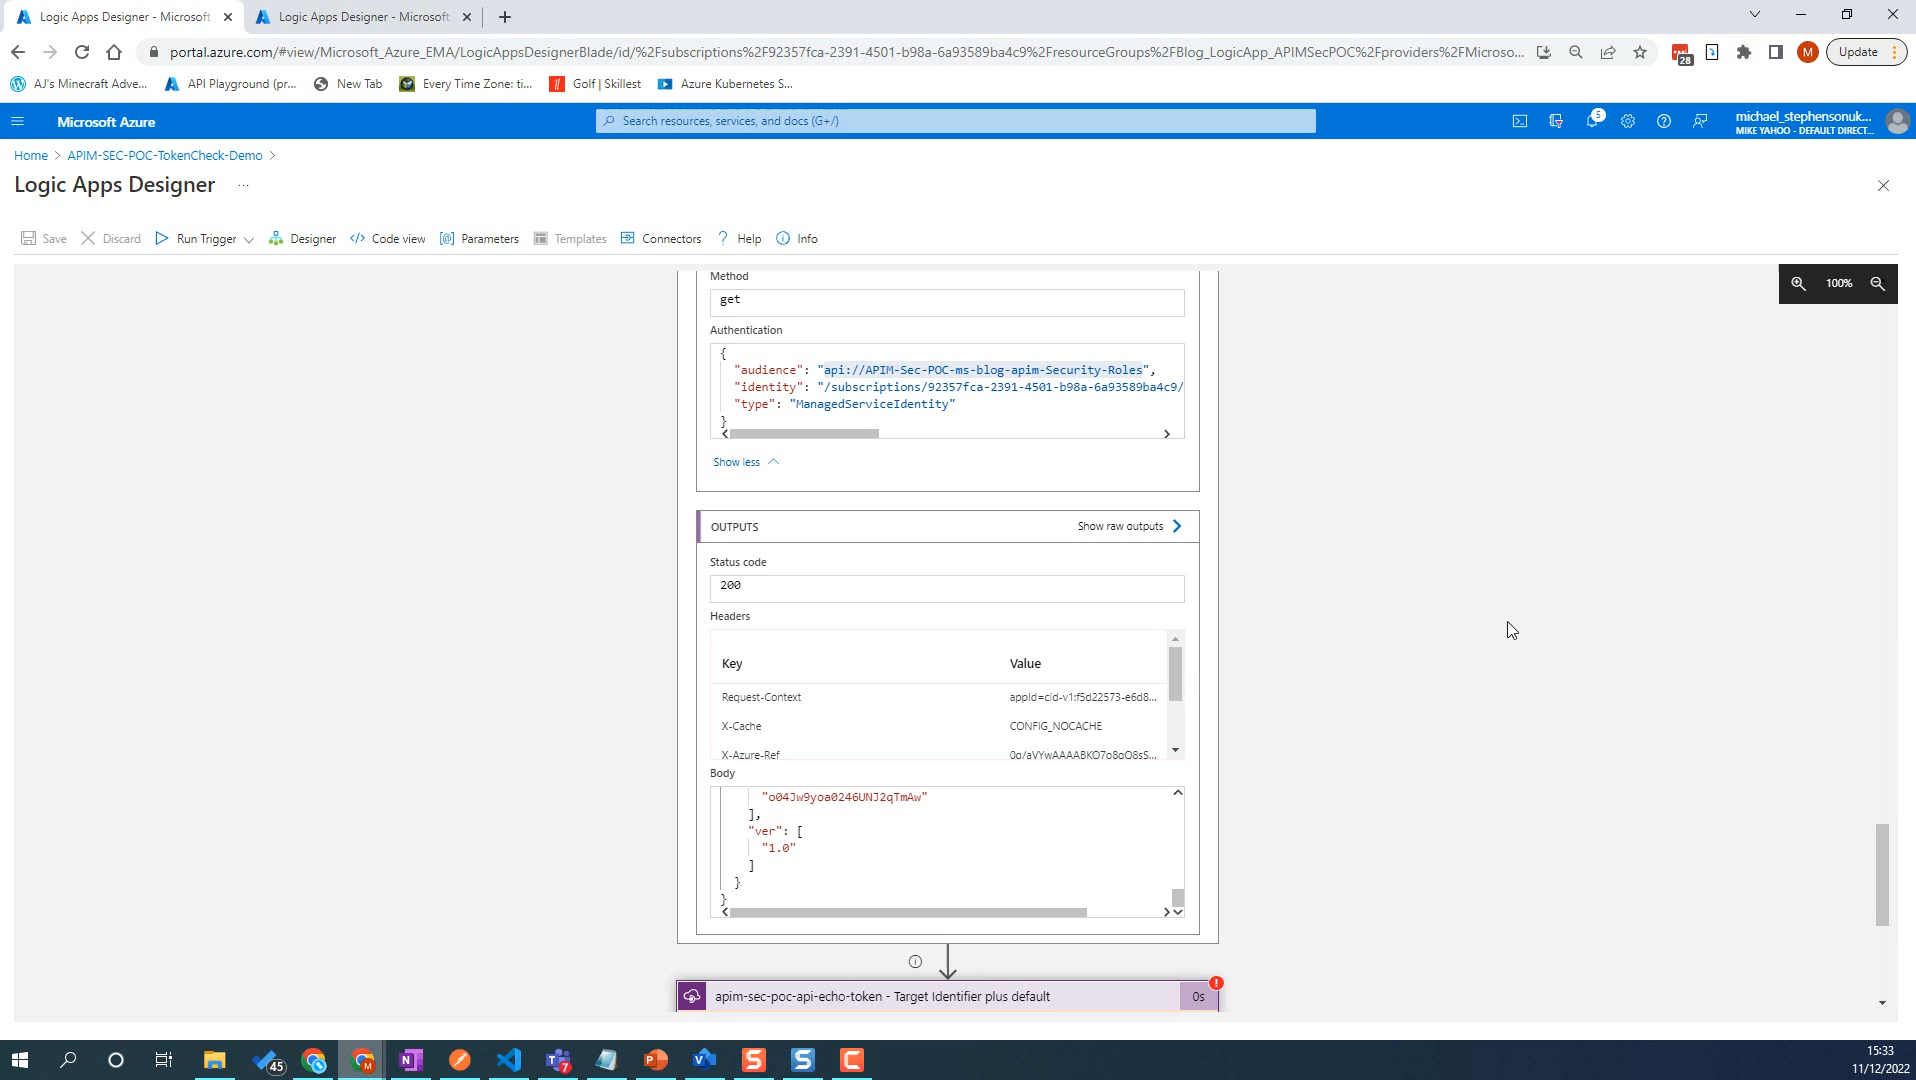 Logic Apps Designer - Microsoft
Logic Apps Designer - Microsoft
portal.azure.com/#view/Microsoft_Azure_EMA/LogicAppsDesignerBlade/id/%2Fsubscriptions%2F92357fca-2391-4501-b98a-6a93589ba4c9%2FresourceGroups%2FBlog_LogicApp_APIMSecPOC%2Fproviders%2FMicroso...
28
M
Update
AJ's Minecraft Adve...
API Playground (pr...
New Tab
Every Time Zone: ti...
Golf | Skillest
Azure Kubernetes S...
Microsoft Azure
Search resources, services, and docs (G+/)
5
michael_stephensonuk...
MIKE YAHOO - DEFAULT DIRECT...
Home > APIM-SEC-POC-TokenCheck-Demo >
Logic Apps Designer ...
Save
Discard
Run Trigger
Designer
Code view
Parameters
Templates
Connectors
Help
Info
100%
Method
get
Authentication
{
"audience": "api://APIM-Sec-POC-ms-blog-apim-Security-Roles",
"identity": "/subscriptions/92357fca-2391-4501-b98a-6a93589ba4c9/
"type": "ManagedServiceIdentity"
}
Show less
OUTPUTS
Show raw outputs
Status code
200
Headers
Key Value
Request-Context appId=cid-v1:f5d22573-e6d8...
X-Cache CONFIG_NOCACHE
X-Azure-Ref
Body
"o04Jw9yoa0246UNJ2qTmAw"
],
"ver": [
"1.0"
]
}
}
apim-sec-poc-api-echo-token - Target Identifier plus default
0s
45
7
15:33
11/12/2022